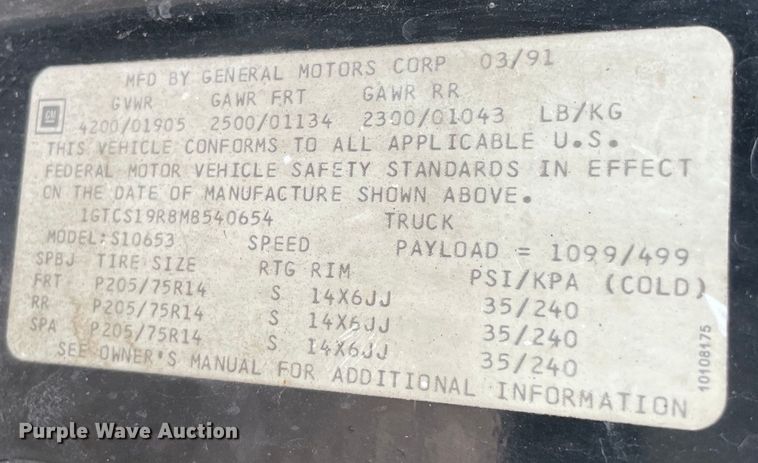 MFD BY GENERAL MOTORS CORP 03/91
GVWR GAWR FRT GAWR RR
GM 4200/01905 2500/01134 2300/01043 LB/KG
THIS VEHICLE CONFORMS TO ALL APPLICABLE U.S.
FEDERAL MOTOR VEHICLE SAFETY STANDARDS IN EFFECT
ON THE DATE OF MANUFACTURE SHOWN ABOVE.
1GTCS19R8M8540654 TRUCK
MODEL:S10653 SPEED PAYLOAD = 1099/499
SPBJ TIRE SIZE RTG RIM PSI/KPA (COLD)
FRT P205/75R14 S 14X6JJ 35/240
RR P205/75R14 S 14X6JJ 35/240
SPA P205/75R14 S 14X6JJ 35/240
SEE OWNER'S MANUAL FOR ADDITIONAL INFORMATION
10108175
Purple Wave Auction